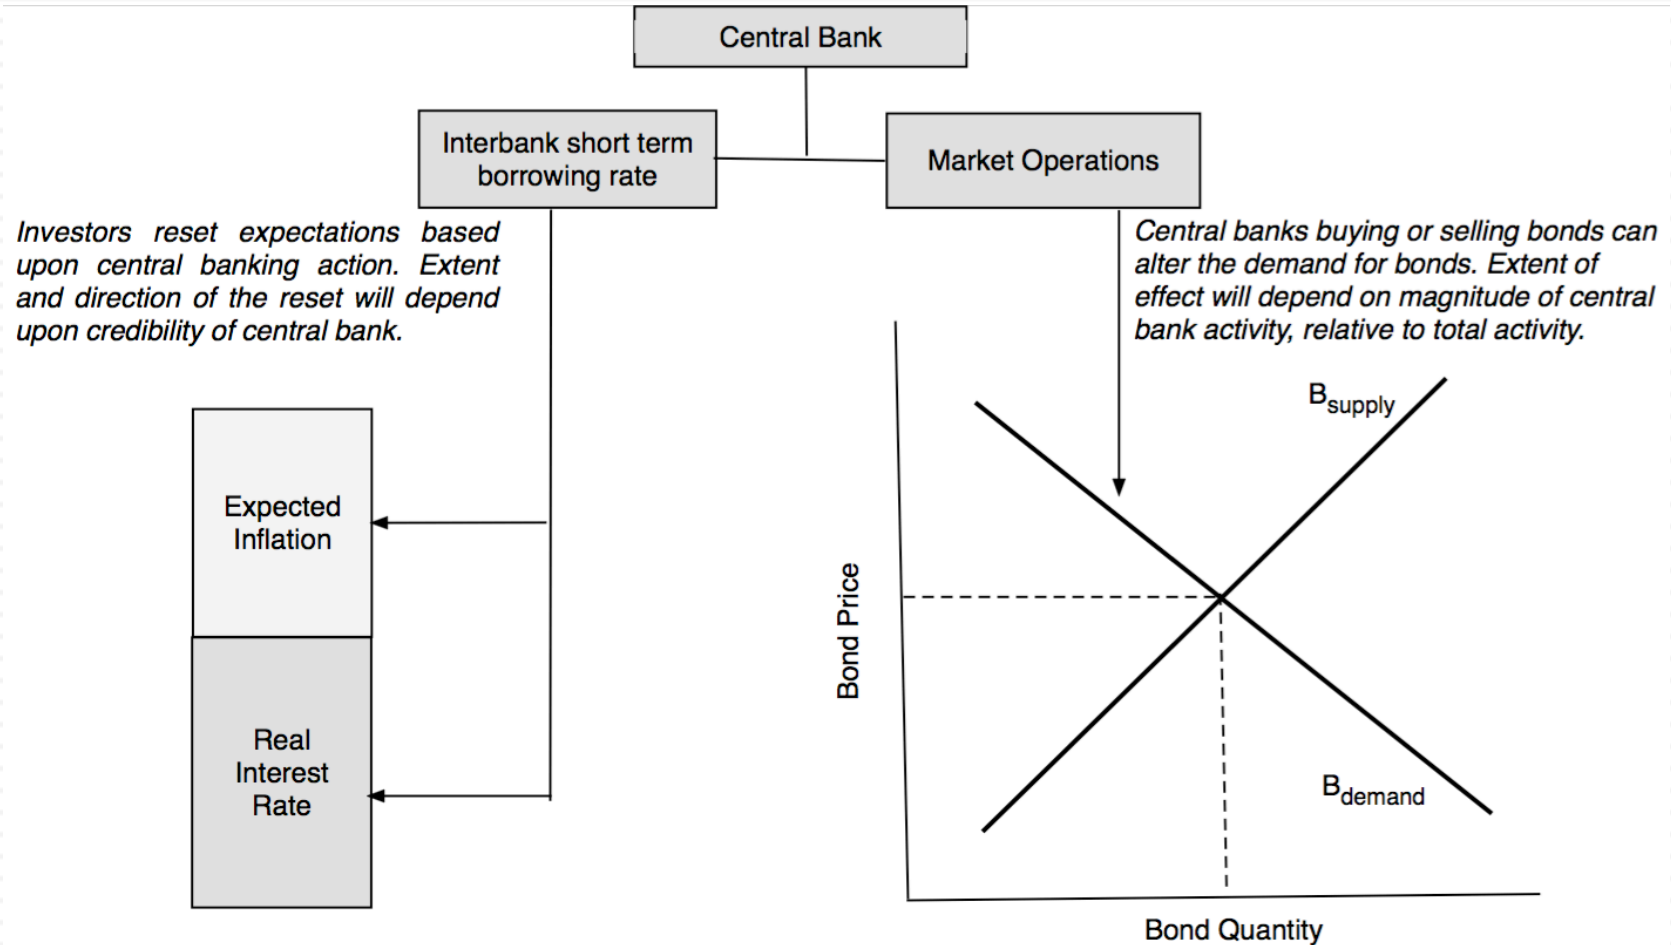 Central Bank
Interbank short term
borrowing rate
Market Operations
Investors reset expectations based
upon central banking action. Extent
and direction of the reset will depend
upon credibility of central bank.
Central banks buying or selling bonds can
alter the demand for bonds. Extent of
effect will depend on magnitude of central
bank activity, relative to total activity.
Expected
Inflation
Real
Interest
Rate
Bond Price
Bsupply
Bdemand
Bond Quantity